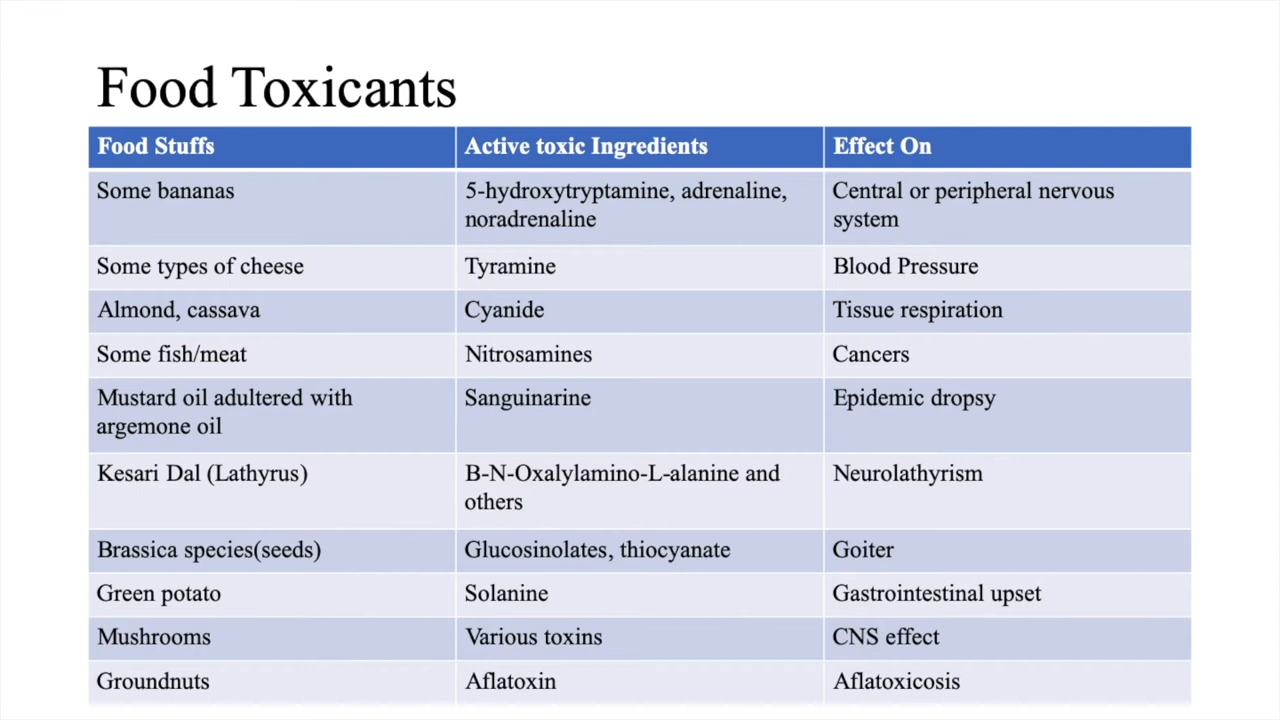 Food Toxicants
Food Stuffs Active toxic Ingredients Effect On
Some bananas 5-hydroxytryptamine, adrenaline, noradrenaline Central or peripheral nervous system
Some types of cheese Tyramine Blood Pressure
Almond, cassava Cyanide Tissue respiration
Some fish/meat Nitrosamines Cancers
Mustard oil adultered with argemone oil Sanguinarine Epidemic dropsy
Kesari Dal (Lathyrus) B-N-Oxalylamino-L-alanine and others Neurolathyrism
Brassica species(seeds) Glucosinolates, thiocyanate Goiter
Green potato Solanine Gastrointestinal upset
Mushrooms Various toxins CNS effect
Groundnuts Aflatoxin Aflatoxicosis